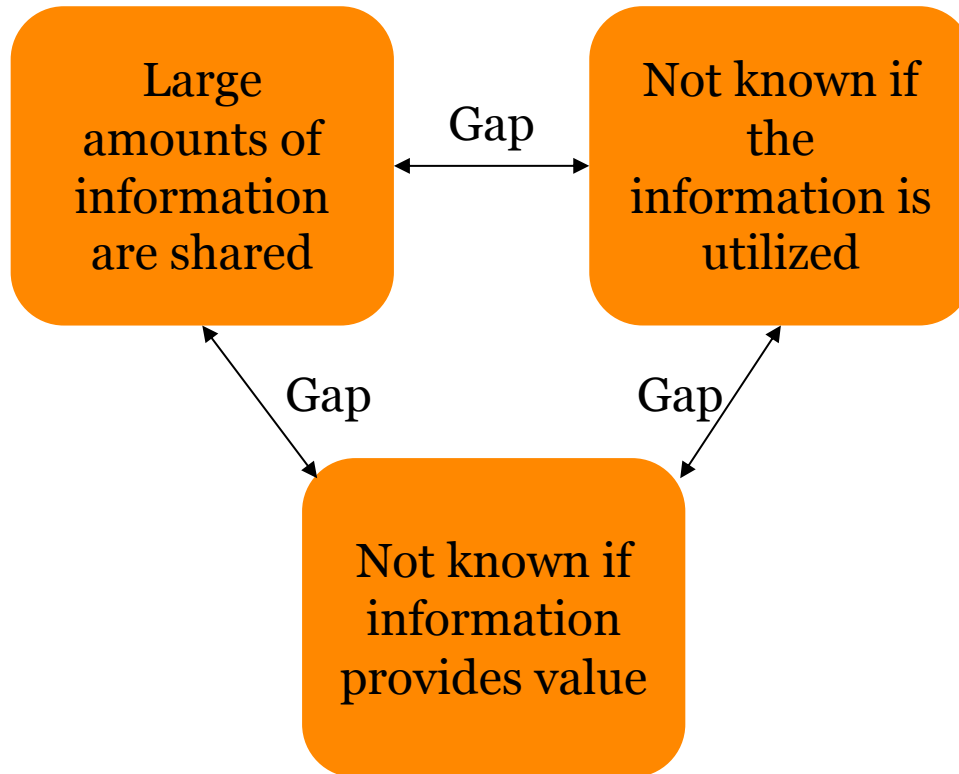 Large
amounts of
information
are shared
Gap
Not known if
the
information is
utilized
Gap
Gap
Not known if
information
provides value